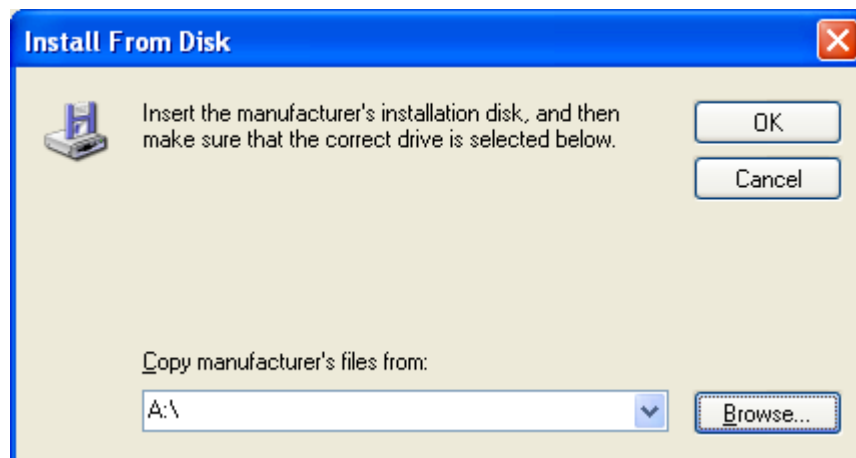 Install From Disk
Insert the manufacturer's installation disk, and then
make sure that the correct drive is selected below.
OK
Cancel
Copy manufacturer's files from:
A:\
Browse...